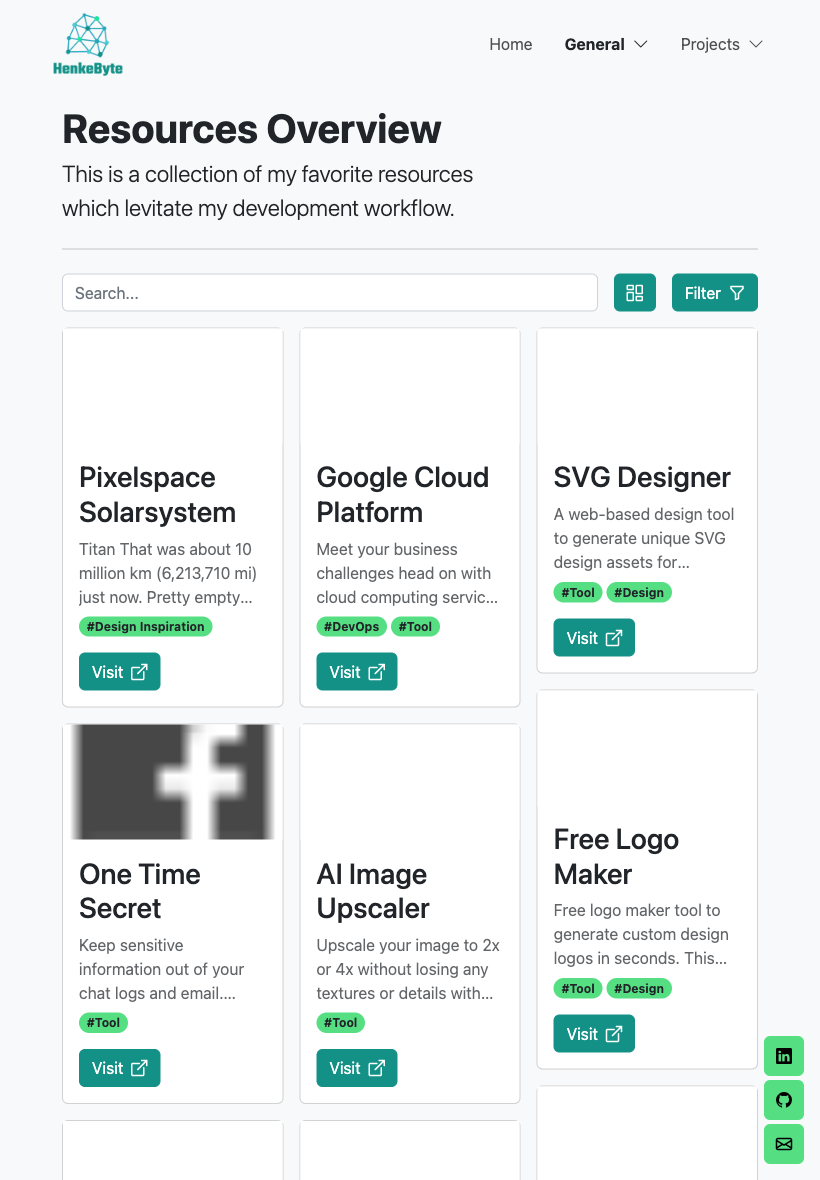 HenkeByte
Home
General
Projects
Resources Overview
This is a collection of my favorite resources
which levitate my development workflow.
Search...
Filter
Pixelspace
Solarsystem
Titan That was about 10
million km (6,213,710 mi)
just now. Pretty empty...
#Design Inspiration
Visit
Google Cloud
Platform
Meet your business
challenges head on with
cloud computing servic...
#DevOps
#Tool
Visit
SVG Designer
A web-based design tool
to generate unique SVG
design assets for...
#Tool
#Design
Visit
One Time
Secret
Keep sensitive
information out of your
chat logs and email....
#Tool
Visit
AI Image
Upscaler
Upscale your image to 2x
or 4x without losing any
textures or details with...
#Tool
Visit
Free Logo
Maker
Free logo maker tool to
generate custom design
logos in seconds. This...
#Tool
#Design
Visit